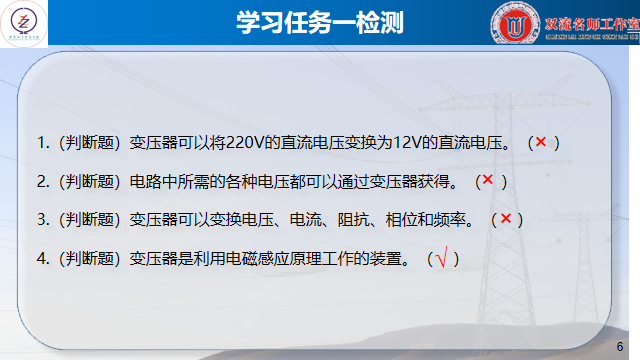 学习任务一检测
双流名师工作室
1.（判断题）变压器可以将220V的直流电压变换为12V的直流电压。（× ）
2.（判断题）电路中所需的各种电压都可以通过变压器获得。（× ）
3.（判断题）变压器可以变换电压、电流、阻抗、相位和频率。（ × ）
4.（判断题）变压器是利用电磁感应原理工作的装置。（√ ）
6